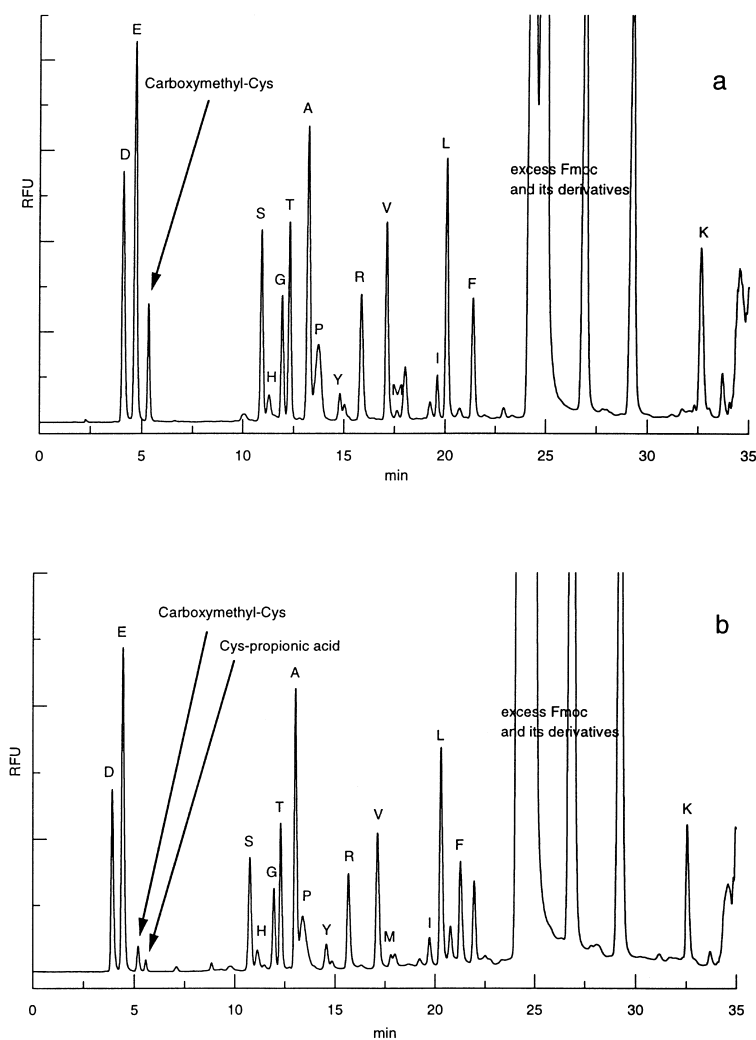 E
a
Carboxymethyl-Cys
A
D
L
excess Fmoc
and its derivatives
RFU
S
T
V
K
G
R
F
P
H
Y
I
M
0 5 10 15 20 25 30 35
min
Carboxymethyl-Cys
b
E
Cys-propionic acid
A
excess Fmoc
and its derivatives
L
RFU
D
T
V
K
S
F
R
G
P
H
Y
I
M
0 5 10 15 20 25 30 35
min